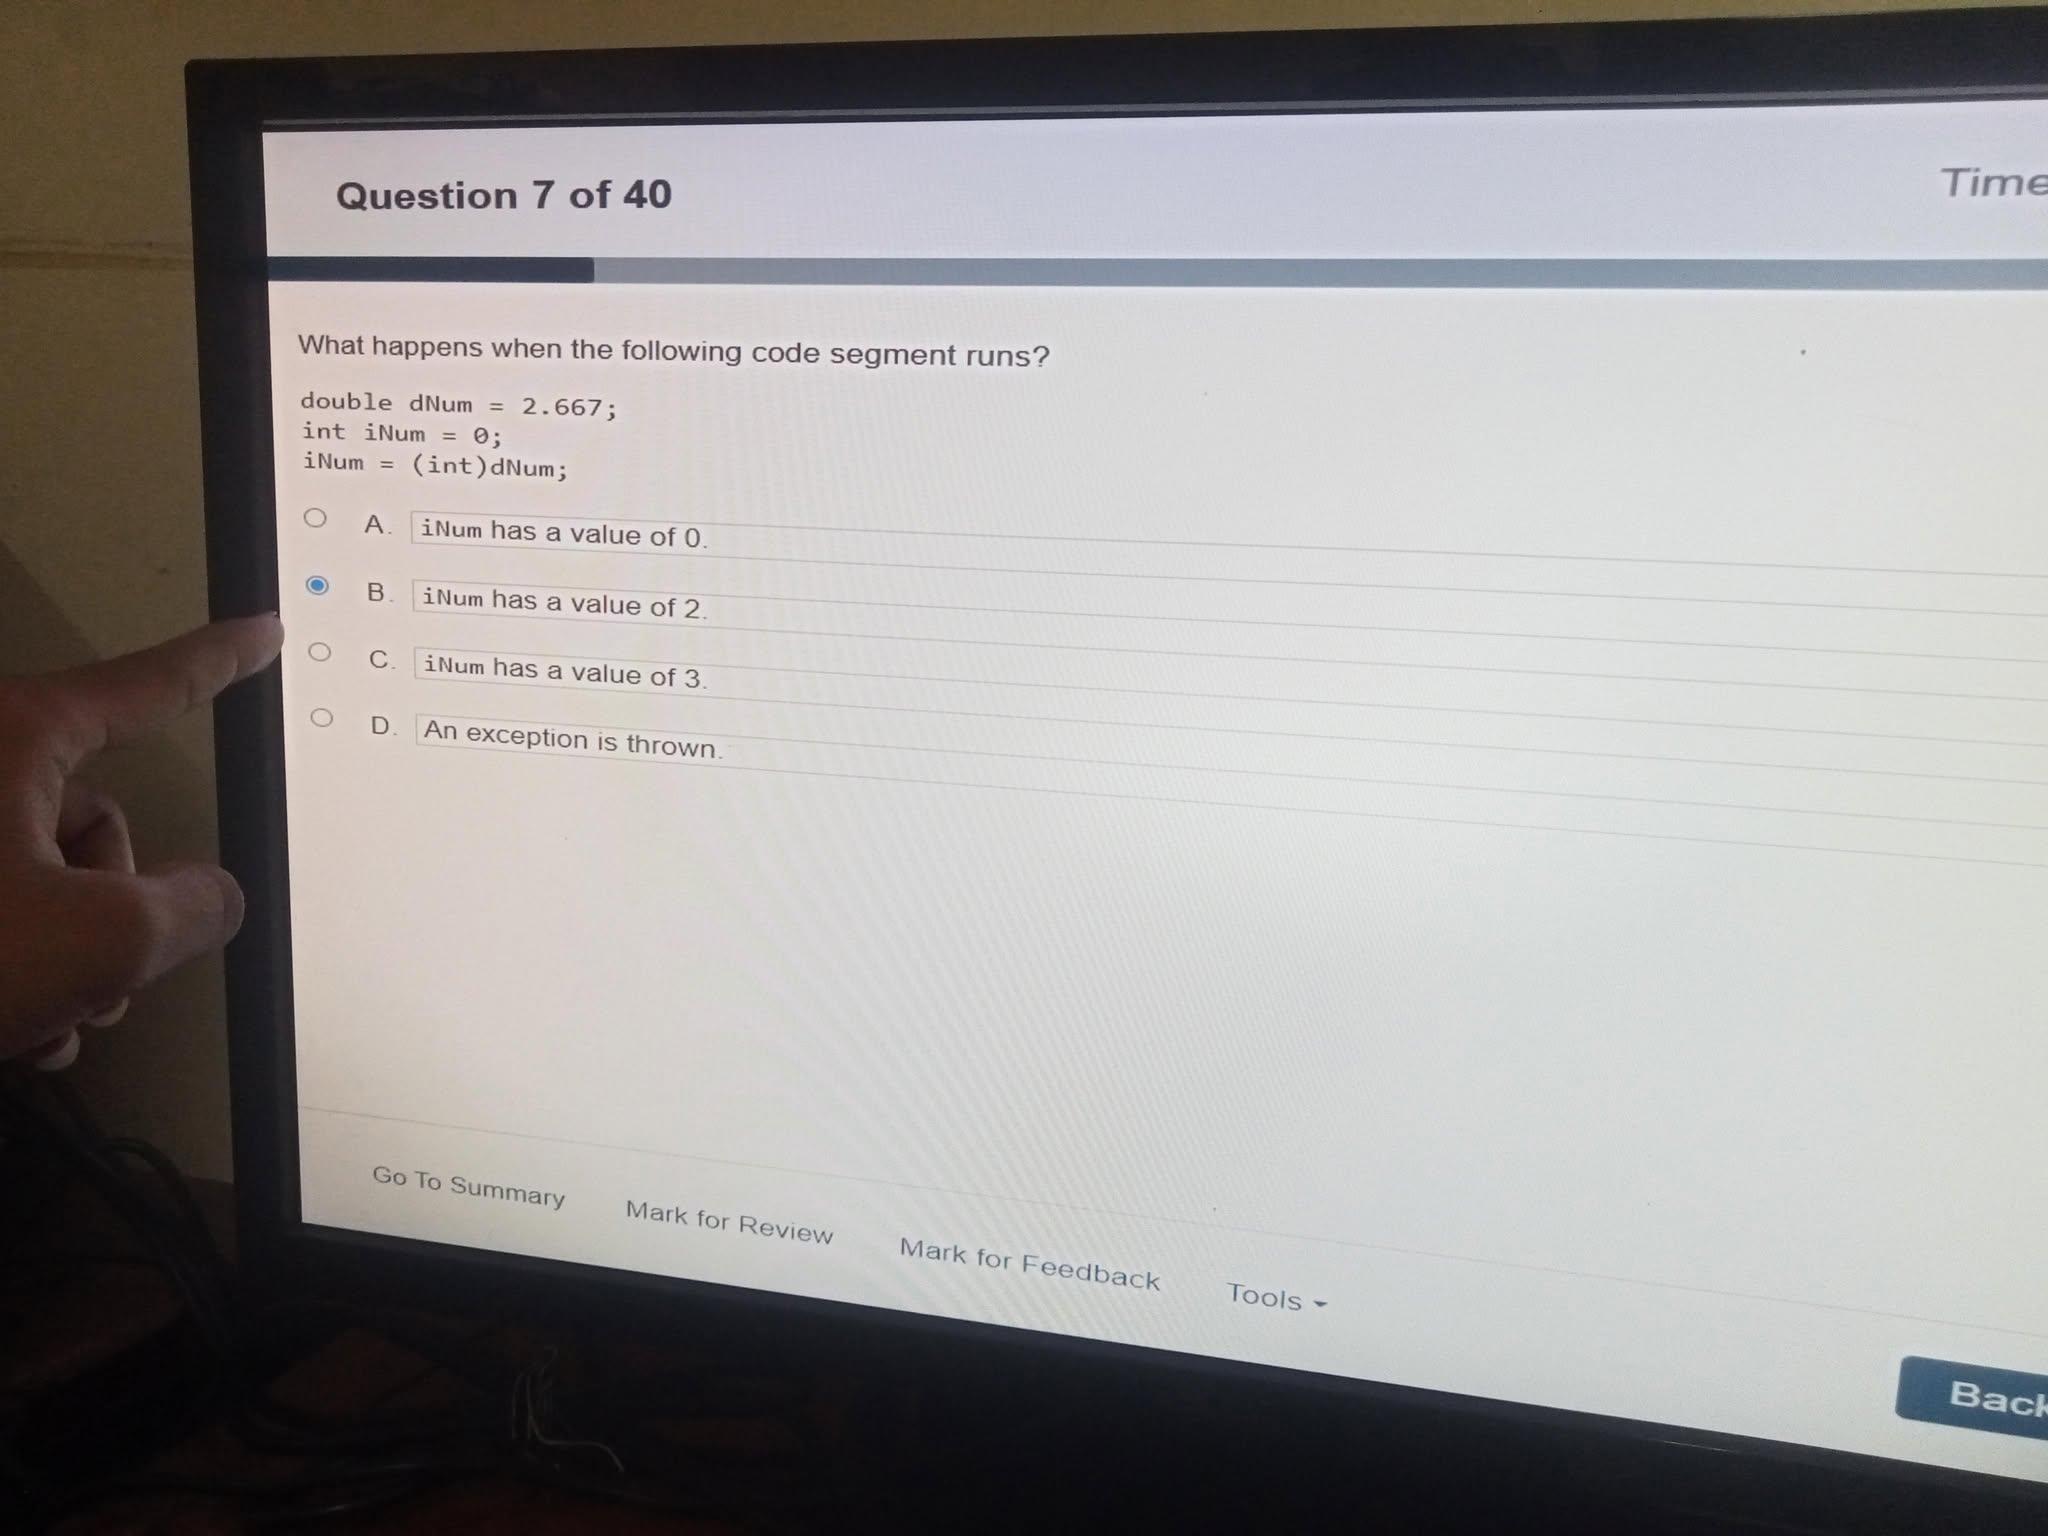 Question 7 of 40
Time
What happens when the following code segment runs?
double dNum = 2.667;
int iNum = 0;
iNum = (int)dNum;
A. iNum has a value of 0.
B. iNum has a value of 2.
C. iNum has a value of 3.
D. An exception is thrown.
Go To Summary Mark for Review Mark for Feedback Tools
Back